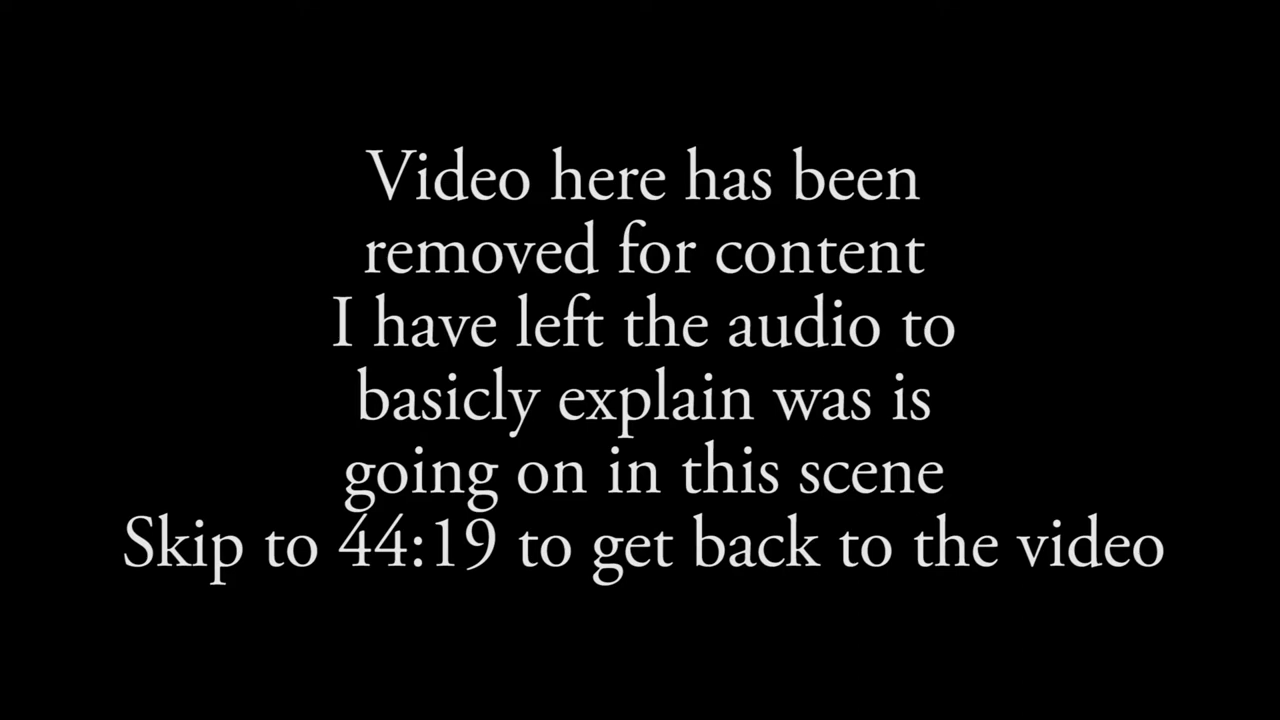 Video here has been
removed for content
I have left the audio to
basicly explain was is
going on in this scene
Skip to 44:19 to get back to the video